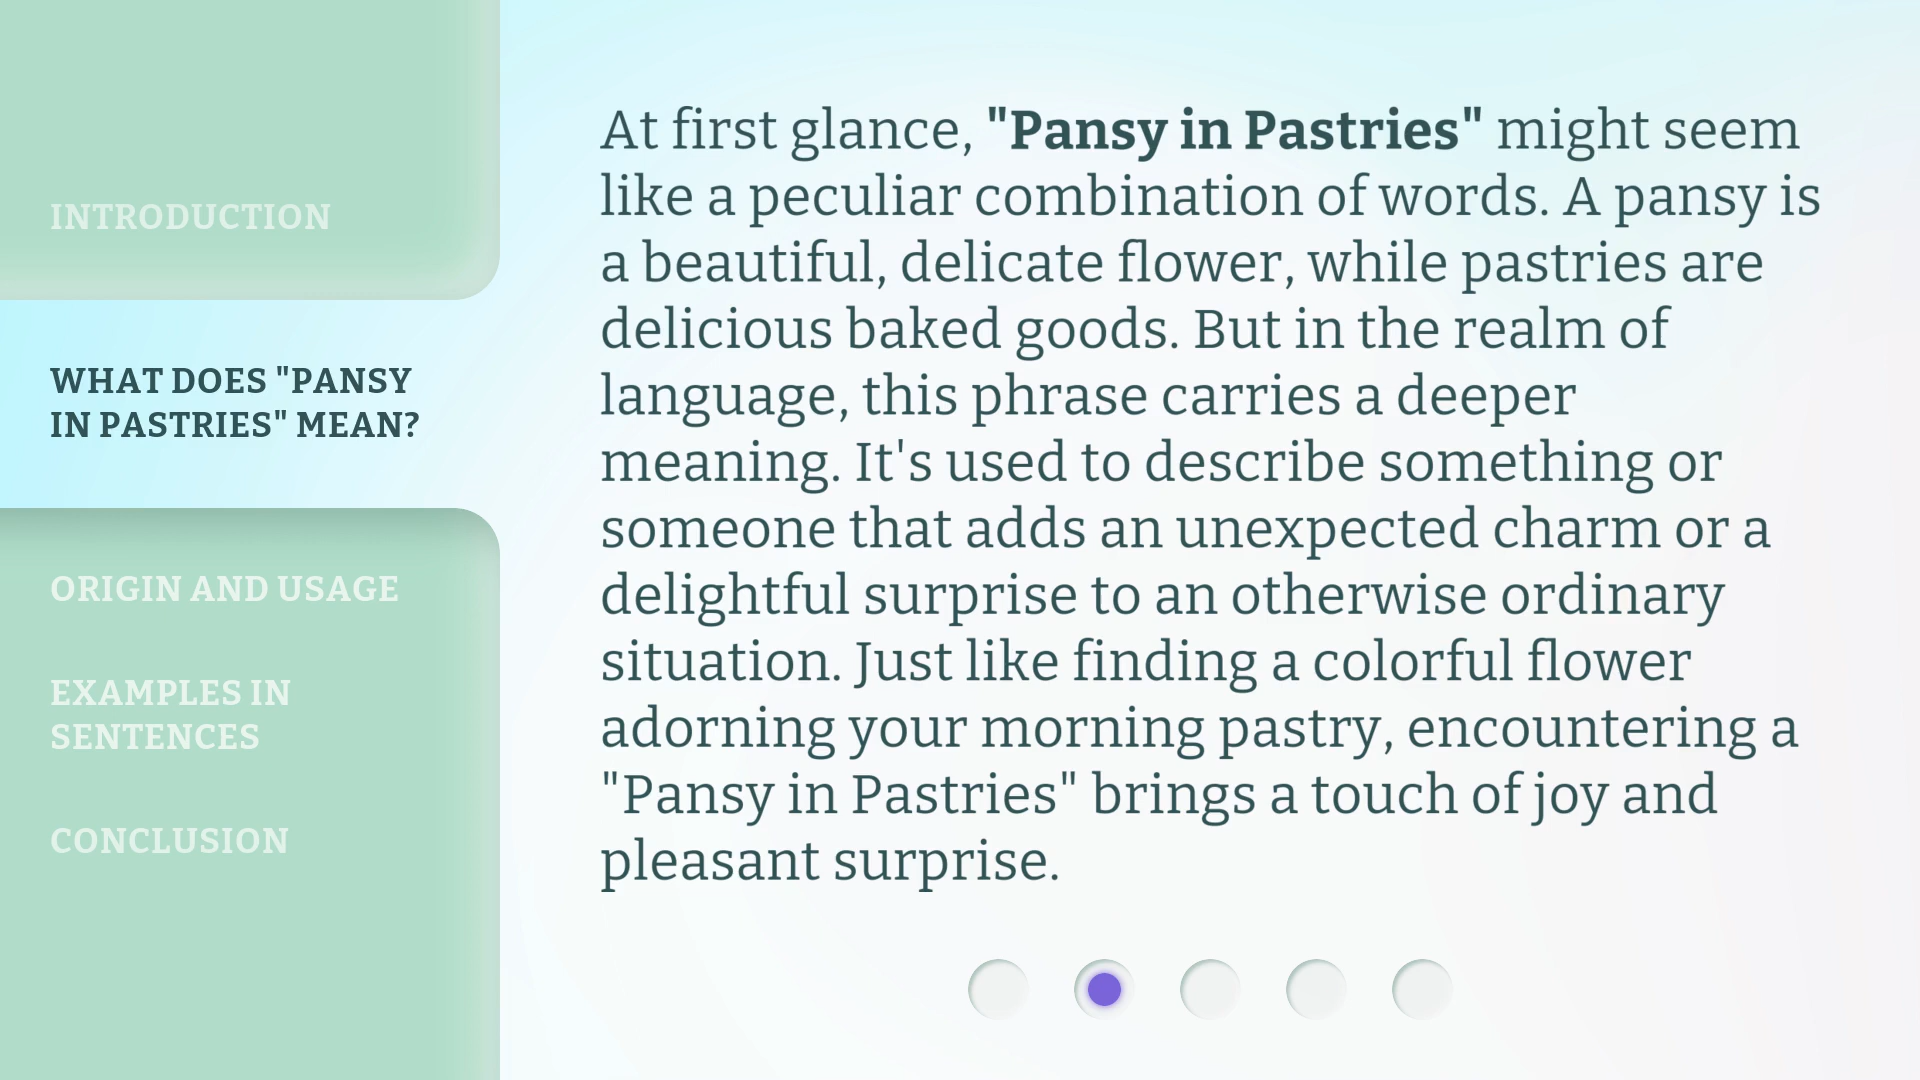 INTRODUCTION
WHAT DOES "PANSY
IN PASTRIES" MEAN?
ORIGIN AND USAGE
EXAMPLES IN
SENTENCES
CONCLUSION
At first glance, "Pansy in Pastries" might seem
like a peculiar combination of words. A pansy is
a beautiful, delicate flower, while pastries are
delicious baked goods. But in the realm of
language, this phrase carries a deeper
meaning. It's used to describe something or
someone that adds an unexpected charm or a
delightful surprise to an otherwise ordinary
situation. Just like finding a colorful flower
adorning your morning pastry, encountering a
"Pansy in Pastries" brings a touch of joy and
pleasant surprise.